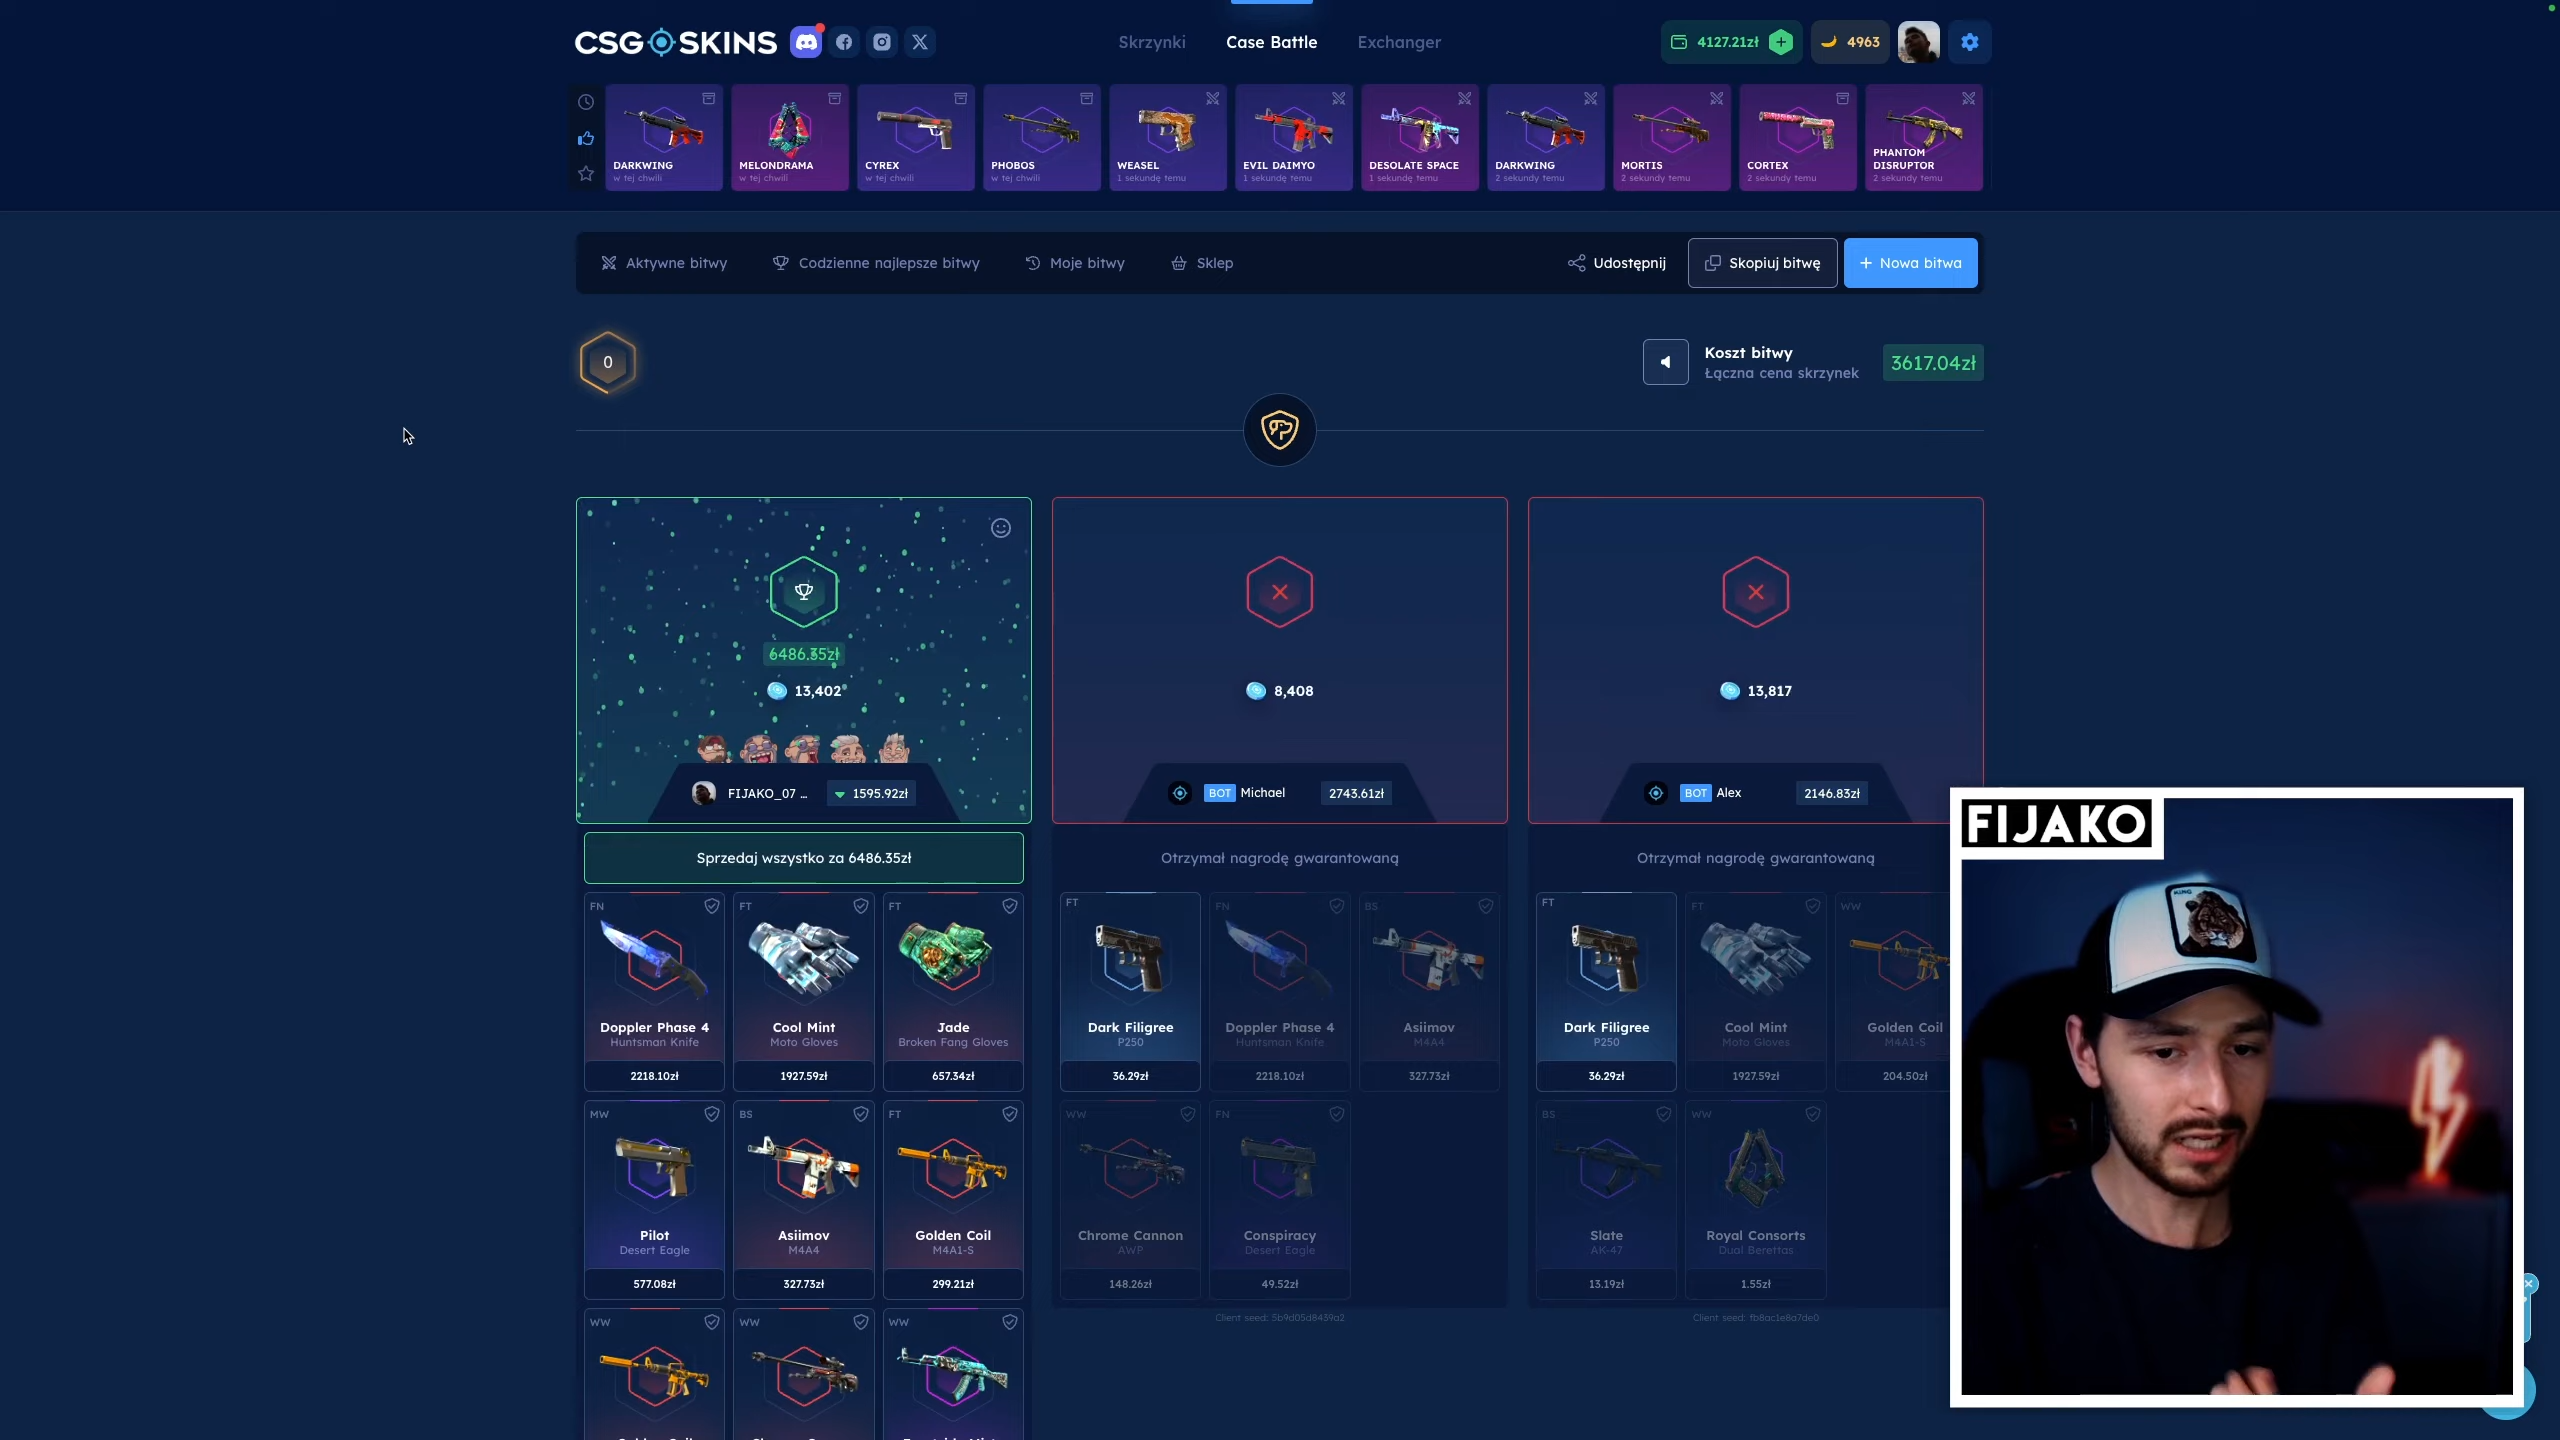 CSG SKINS
Skrzynki
Case Battle
Exchanger
4127.21zł
4963
DARKWING
w tej chwili
MELONDRAMA
w tej chwili
CYREX
w tej chwili
PHOBOS
w tej chwili
WEASEL
1 sekundę temu
EVIL DAIMYO
1 sekundę temu
DESOLATE SPACE
1 sekundę temu
DARKWING
2 sekundy temu
MORTIS
2 sekundy temu
CORTEX
2 sekundy temu
PHANTOM
DISRUPTOR
2 sekundy temu
Aktywne bitwy
Codzienne najlepsze bitwy
Moje bitwy
Sklep
Udostępnij
Skopiuj bitwę
+ Nowa bitwa
0
Koszt bitwy
Łączna cena skrzynek
3617.04zł
6486.35zł
13,402
8,408
13,817
FIJAKO_07 ...
1595.92zł
BOT Michael
2743.61zł
BOT Alex
2146.83zł
Sprzedaj wszystko za 6486.35zł
Otrzymał nagrodę gwarantowaną
Otrzymał nagrodę gwarantowaną
FN
Doppler Phase 4
Huntsman Knife
2218.10zł
FT
Cool Mint
Moto Gloves
1927.59zł
FT
Jade
Broken Fang Gloves
657.34zł
FT
Dark Filigree
P250
36.29zł
FN
Doppler Phase 4
Huntsman Knife
2218.10zł
BS
Asiimov
M4A4
327.73zł
FT
Dark Filigree
P250
36.29zł
FT
Cool Mint
Moto Gloves
1927.59zł
WW
Golden Coil
M4A1-S
204.50zł
MW
Pilot
Desert Eagle
577.08zł
BS
Asiimov
M4A4
327.73zł
FT
Golden Coil
M4A1-S
299.21zł
WW
Chrome Cannon
AWP
148.26zł
FN
Conspiracy
Desert Eagle
49.52zł
BS
Slate
AK-47
13.19zł
WW
Royal Consorts
Dual Berettas
1.55zł
Client seed: 5b9d05d8439a2
Client seed: fb8ac1e8a7de0
WW
WW
WW
FIJAKO